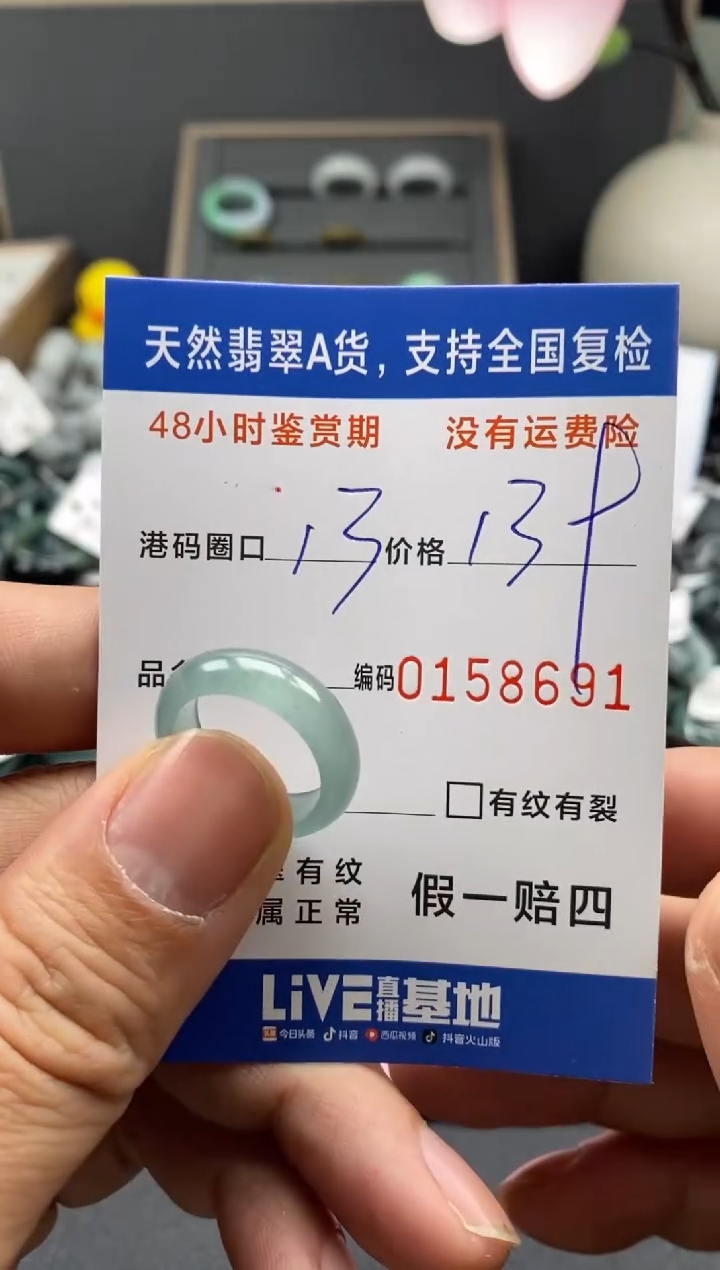 天然翡翠A货，支持全国复检
48小时鉴赏期 没有运费险
港码圈口 13 价格 139
品 编码 0158691
□有纹有裂
有纹
属正常 假一赔四
LiVE直播基地
今日头条 抖音 西瓜视频 抖音火山版